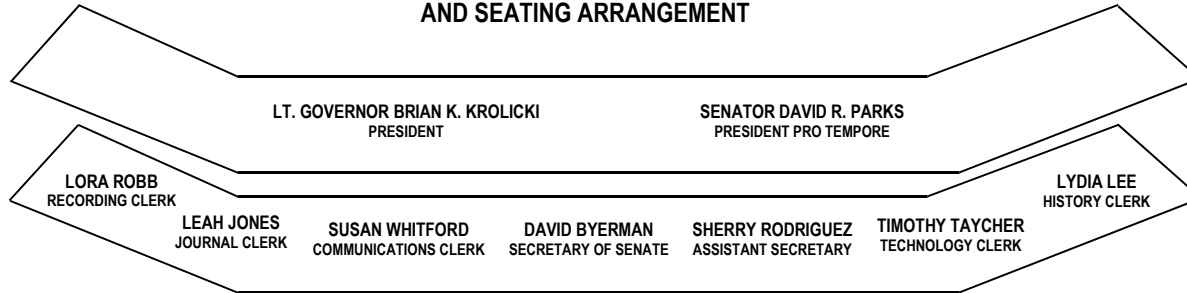 AND SEATING ARRANGEMENT
LT. GOVERNOR BRIAN K. KROLICKI
PRESIDENT
SENATOR DAVID R. PARKS
PRESIDENT PRO TEMPORE
LORA ROBB
RECORDING CLERK
LEAH JONES
JOURNAL CLERK
SUSAN WHITFORD
COMMUNICATIONS CLERK
DAVID BYERMAN
SECRETARY OF SENATE
SHERRY RODRIGUEZ
ASSISTANT SECRETARY
TIMOTHY TAYCHER
TECHNOLOGY CLERK
LYDIA LEE
HISTORY CLERK